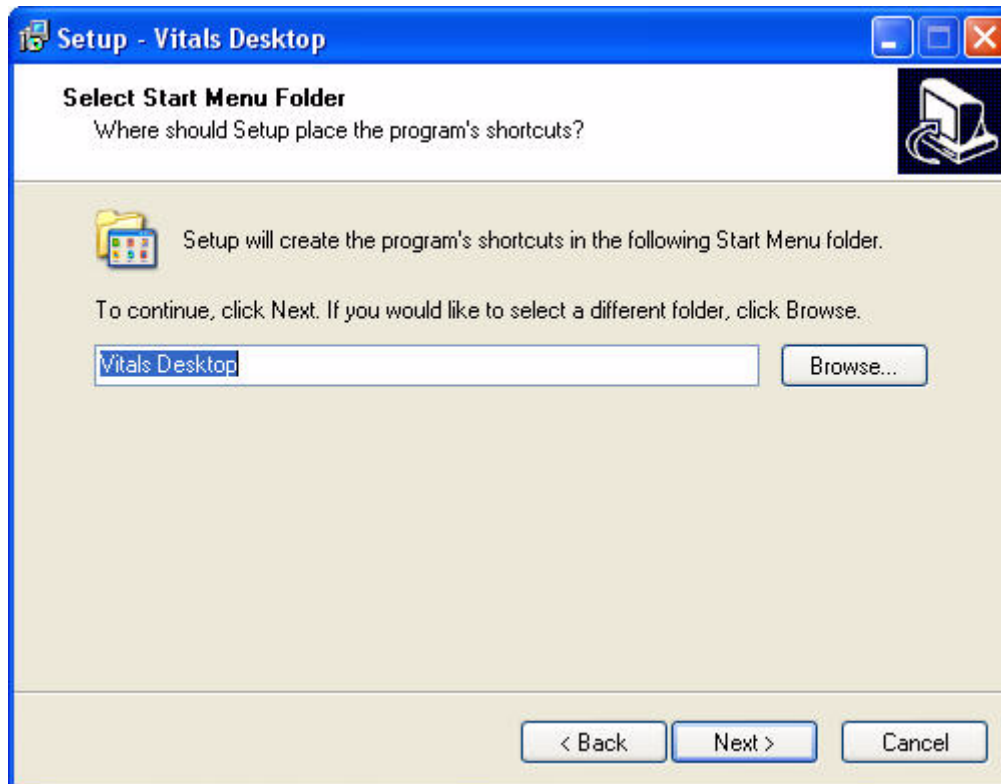 Setup - Vitals Desktop
Select Start Menu Folder
Where should Setup place the program's shortcuts?
Setup will create the program's shortcuts in the following Start Menu folder.
To continue, click Next. If you would like to select a different folder, click Browse.
Vitals Desktop
Browse...
< Back
Next >
Cancel